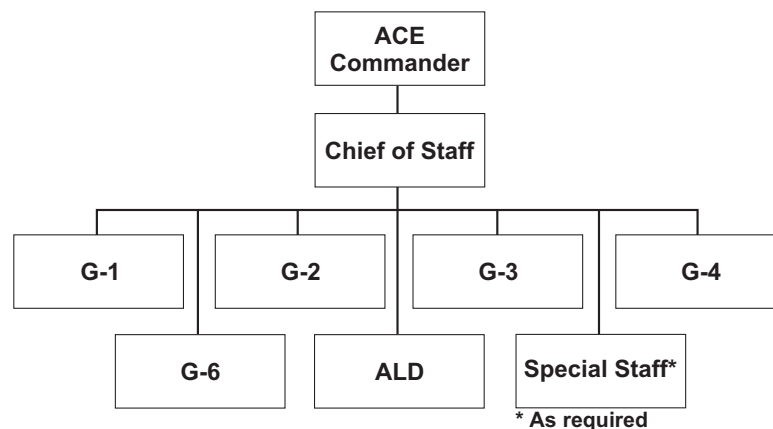 ACE
Commander
Chief of Staff
G-1
G-2
G-3
G-4
G-6
ALD
Special Staff*
* As required